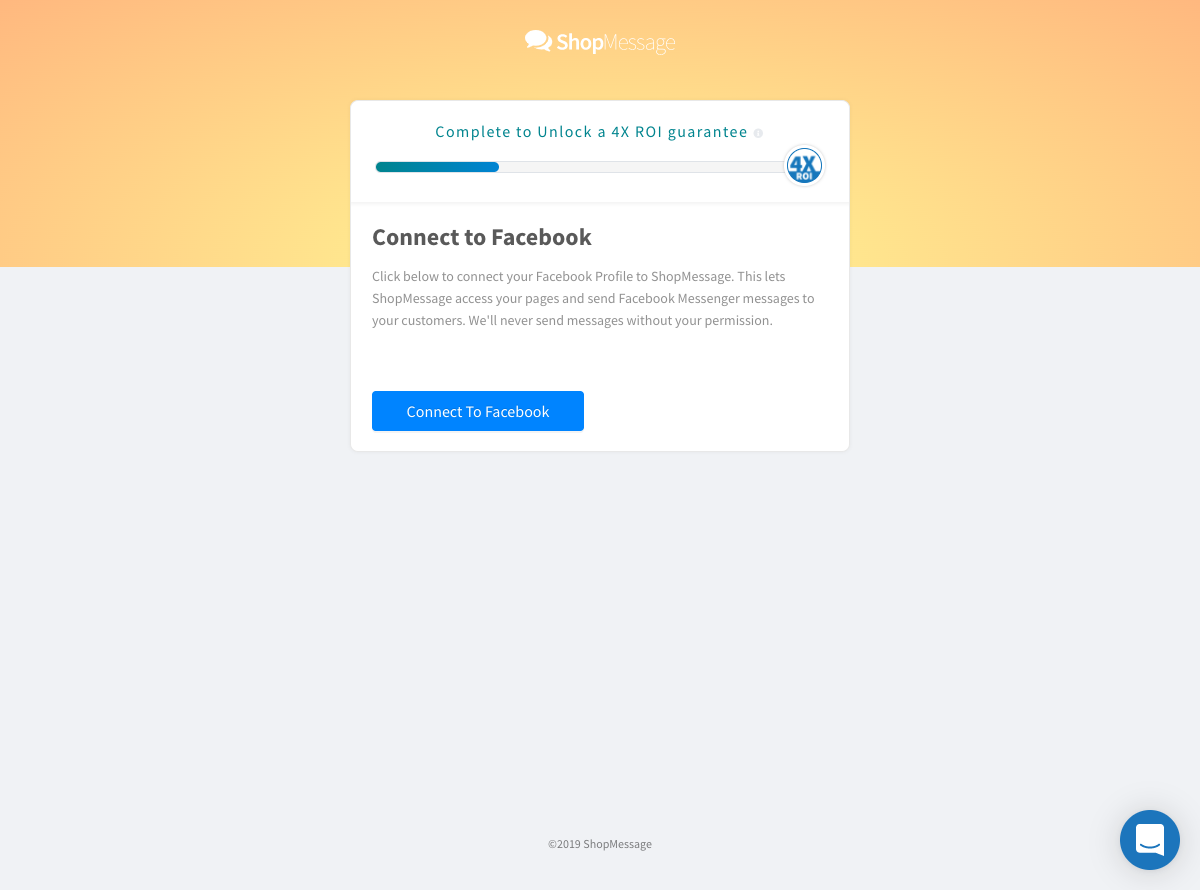 ShopMessage
Complete to Unlock a 4X ROI guarantee
4X
ROI
Connect to Facebook
Click below to connect your Facebook Profile to ShopMessage. This lets
ShopMessage access your pages and send Facebook Messenger messages to
your customers. We'll never send messages without your permission.
Connect To Facebook
©2019 ShopMessage